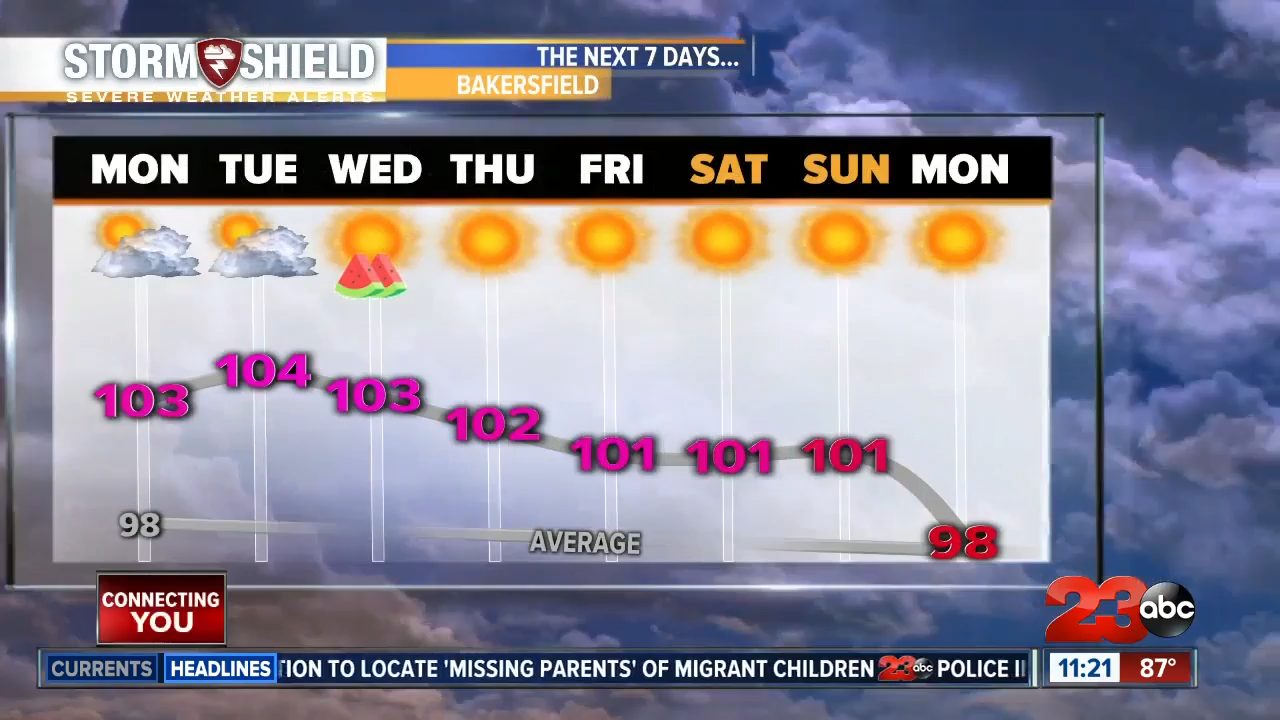 STORM SHIELD
SEVERE WEATHER ALERTS
THE NEXT 7 DAYS...
BAKERSFIELD
MON TUE WED THU FRI SAT SUN MON
103 104 103 102 101 101 101 98
98 AVERAGE
CONNECTING
YOU
23 abc
CURRENTS HEADLINES TION TO LOCATE 'MISSING PARENTS' OF MIGRANT CHILDREN 23 abc POLICE 11:21 87°